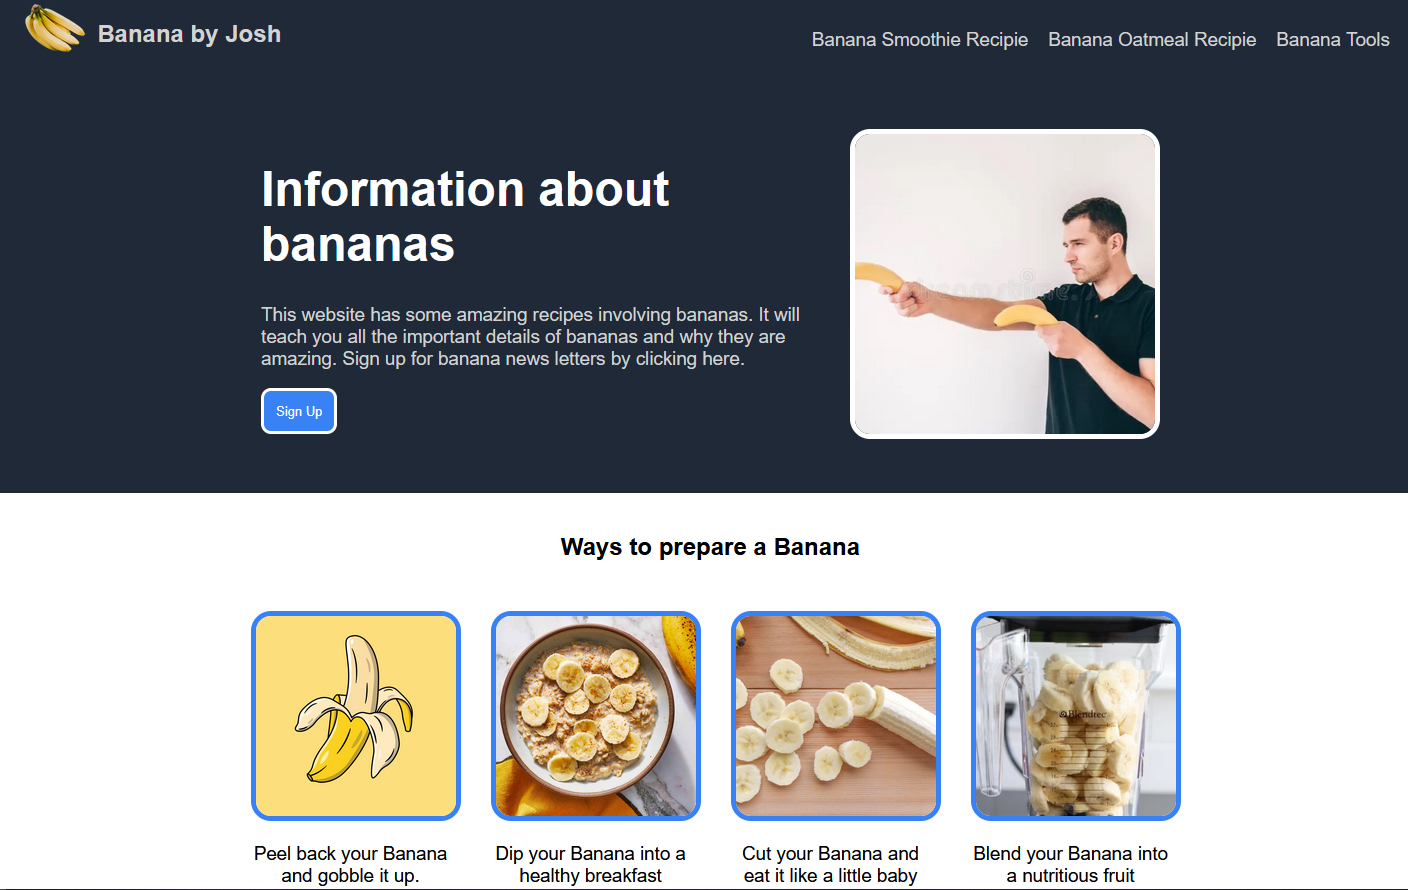 Banana by Josh
Banana Smoothie Recipie
Banana Oatmeal Recipie
Banana Tools
Information about
bananas
This website has some amazing recipes involving bananas. It will
teach you all the important details of bananas and why they are
amazing. Sign up for banana news letters by clicking here.
Sign Up
Ways to prepare a Banana
Peel back your Banana
and gobble it up.
Dip your Banana into a
healthy breakfast
Cut your Banana and
eat it like a little baby
Blendtec
Blend your Banana into
a nutritious fruit